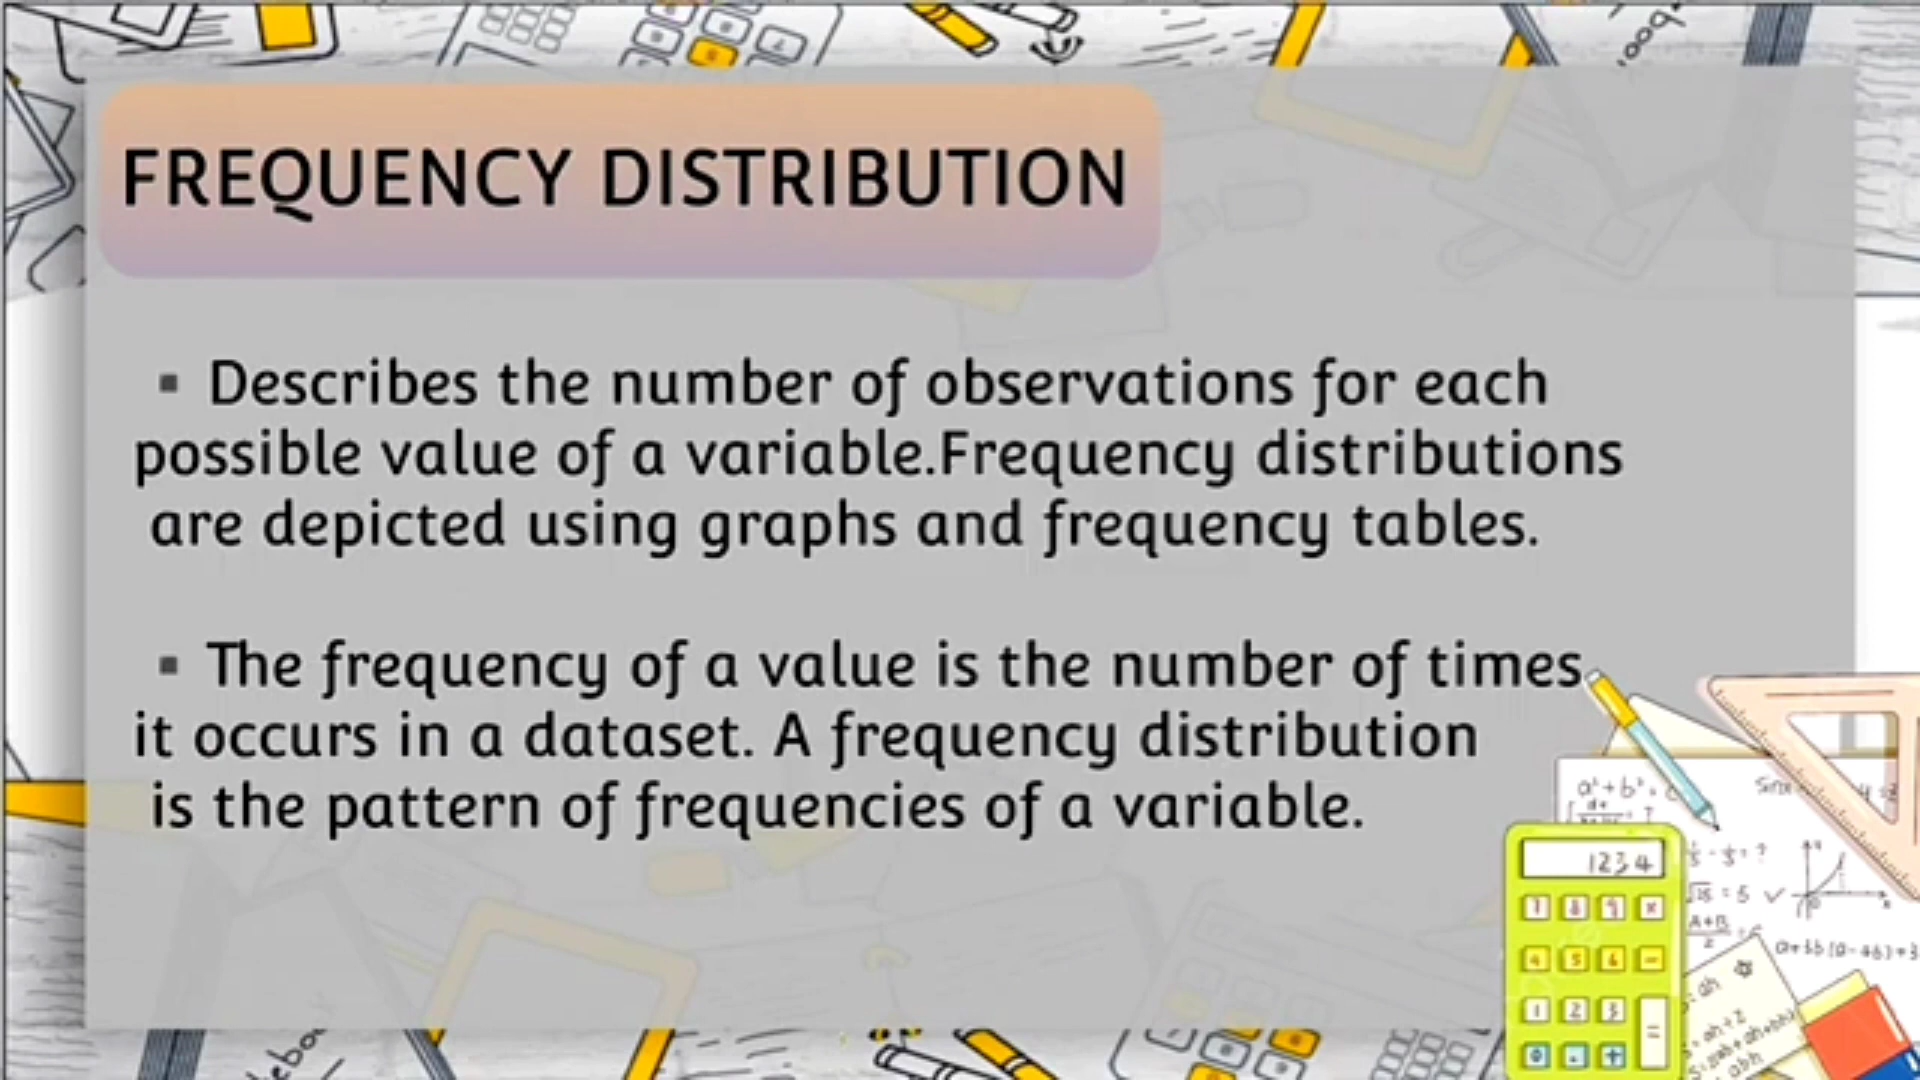 FREQUENCY DISTRIBUTION
▪ Describes the number of observations for each
possible value of a variable.Frequency distributions
are depicted using graphs and frequency tables.
▪ The frequency of a value is the number of times
it occurs in a dataset. A frequency distribution
is the pattern of frequencies of a variable.
1234